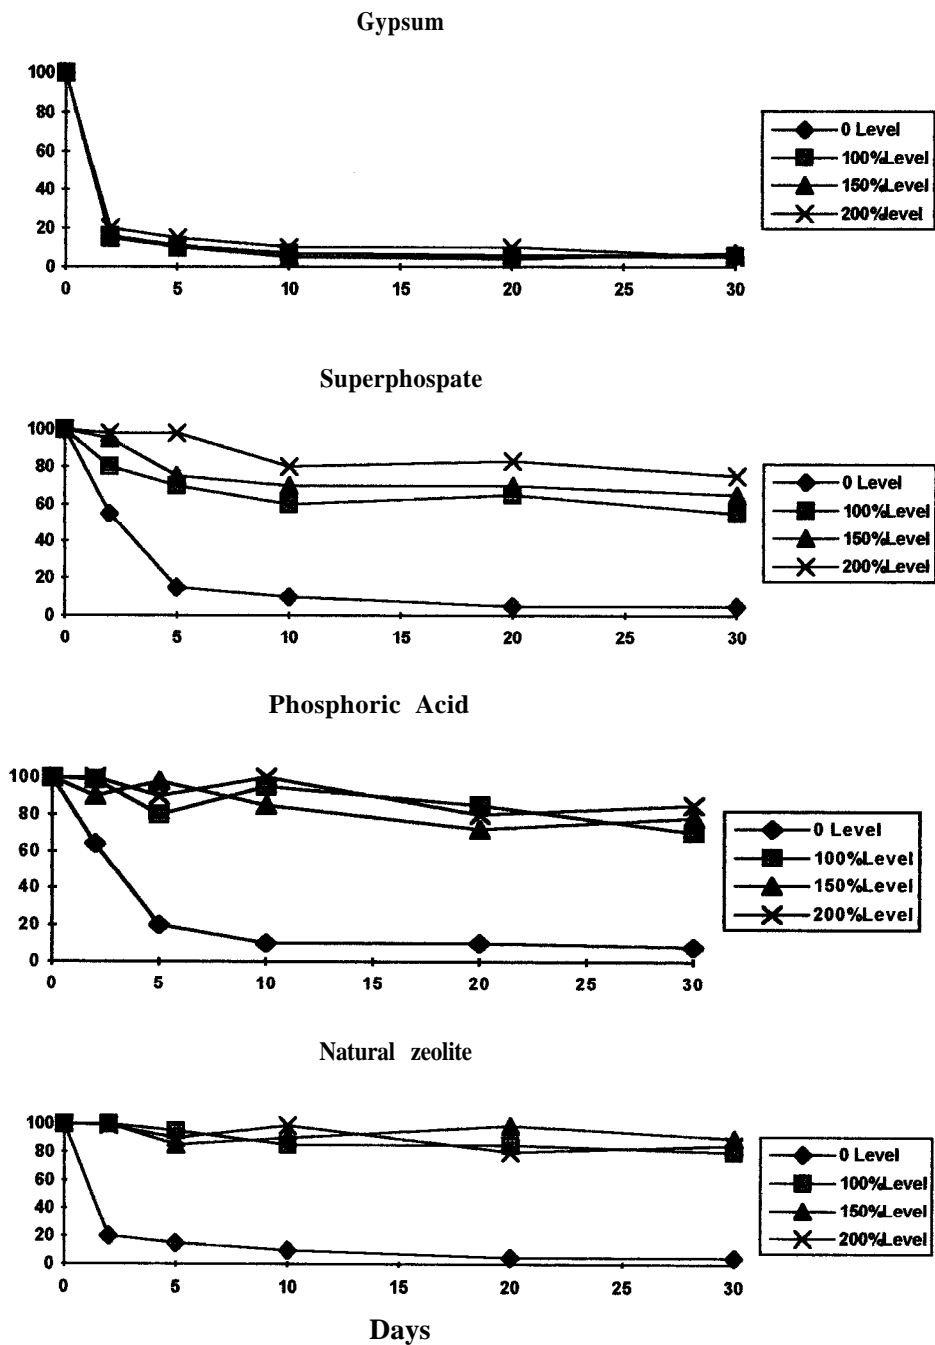 Gypsum
100
80
60
40
20
0
0 5 10 15 20 25 30
0 Level
100%Level
150%Level
200%level
Superphospate
100
80
60
40
20
0
0 5 10 15 20 25 30
0 Level
100%Level
150%Level
200%Level
Phosphoric Acid
100
80
60
40
20
0
0 5 10 15 20 25 30
0 Level
100%Level
150%Level
200%Level
Natural zeolite
100
80
60
40
20
0
0 5 10 15 20 25 30
0 Level
100%Level
150%Level
200%Level
Days